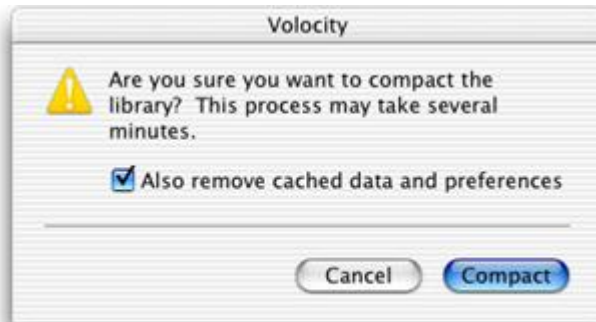 Volocity
Are you sure you want to compact the
library?  This process may take several
minutes.
Also remove cached data and preferences
Cancel
Compact